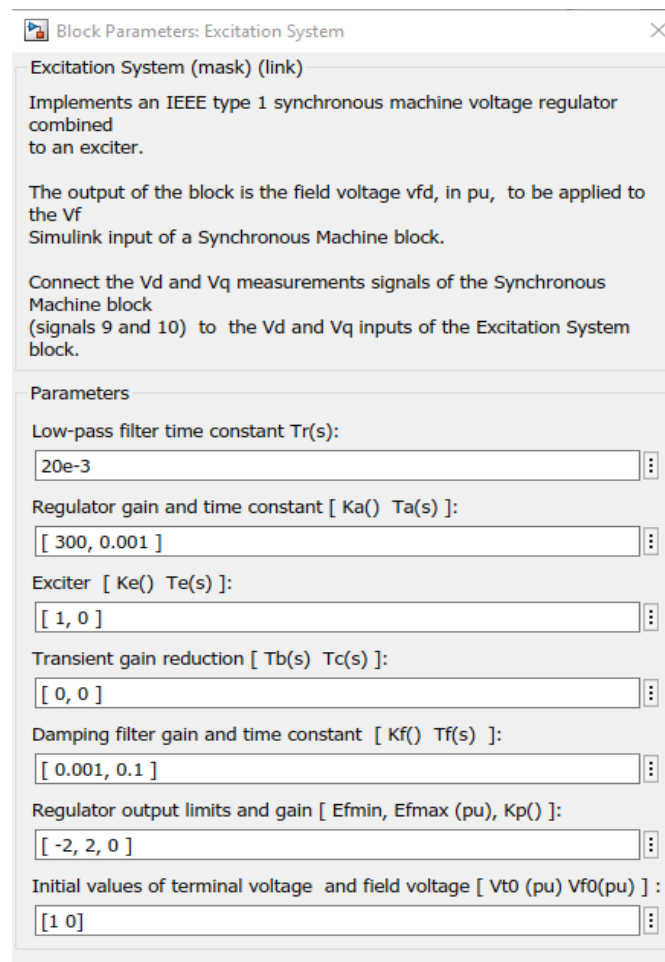 Block Parameters: Excitation System
Excitation System (mask) (link)
Implements an IEEE type 1 synchronous machine voltage regulator
combined
to an exciter.
The output of the block is the field voltage vfd, in pu,  to be applied to
the Vf
Simulink input of a Synchronous Machine block.
Connect the Vd and Vq measurements signals of the Synchronous
Machine block
(signals 9 and 10)  to  the Vd and Vq inputs of the Excitation System
block.
Parameters
Low-pass filter time constant Tr(s):
20e-3
Regulator gain and time constant [ Ka()  Ta(s) ]:
[ 300, 0.001 ]
Exciter  [ Ke()  Te(s) ]:
[ 1, 0 ]
Transient gain reduction [ Tb(s)  Tc(s) ]:
[ 0, 0 ]
Damping filter gain and time constant  [ Kf()  Tf(s)  ]:
[ 0.001, 0.1 ]
Regulator output limits and gain [ Efmin, Efmax (pu), Kp() ]:
[ -2, 2, 0 ]
Initial values of terminal voltage  and field voltage [ Vt0 (pu) Vf0(pu) ] :
[1 0]